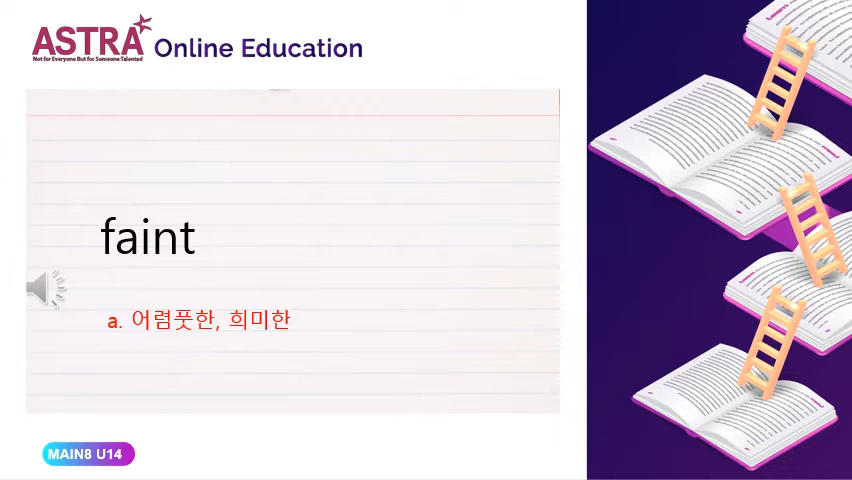 ASTRA Online Education
Not for Everyone But for Someone Talented
faint
a. 어렴풋한, 희미한
MAIN8 U14